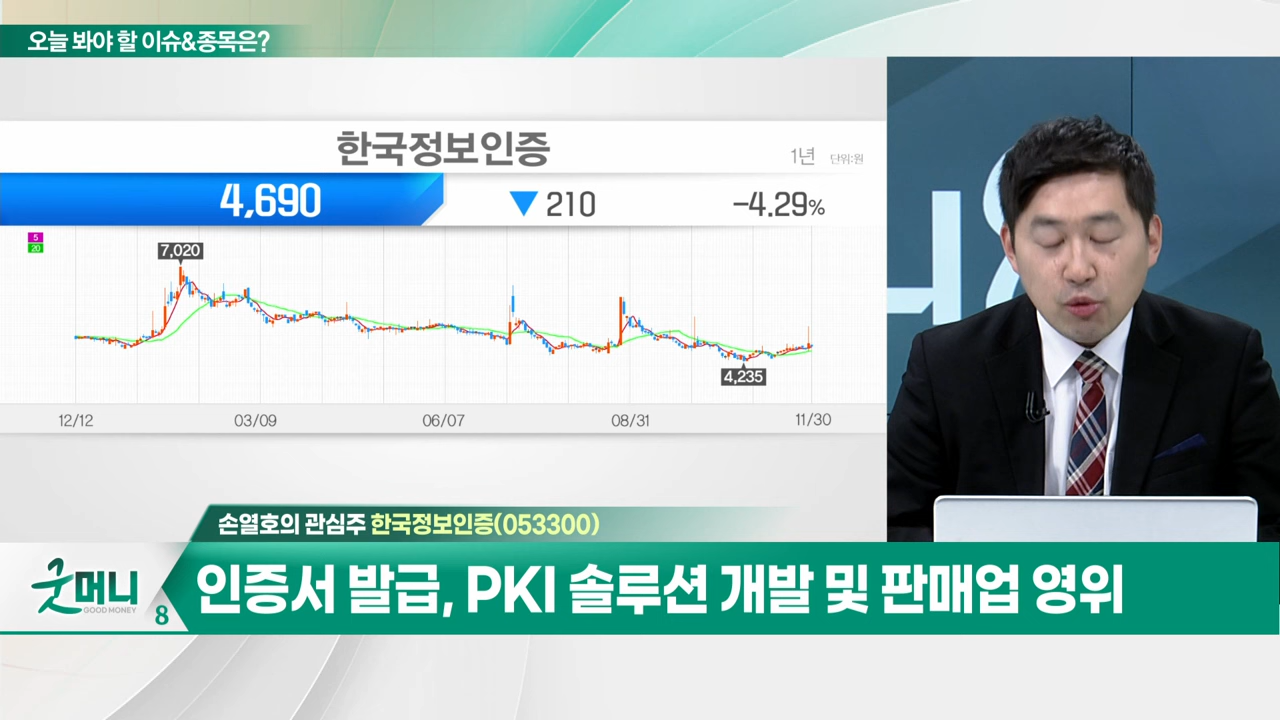 오늘 봐야 할 이슈&종목은?
한국정보인증
1년 단위:원
4,690 ▼ 210 -4.29%
5
20
7,020
4,235
12/12 03/09 06/07 08/31 11/30
손열호의 관심주 한국정보인증(053300)
굿머니
GOOD MONEY
8
인증서 발급, PKI 솔루션 개발 및 판매업 영위